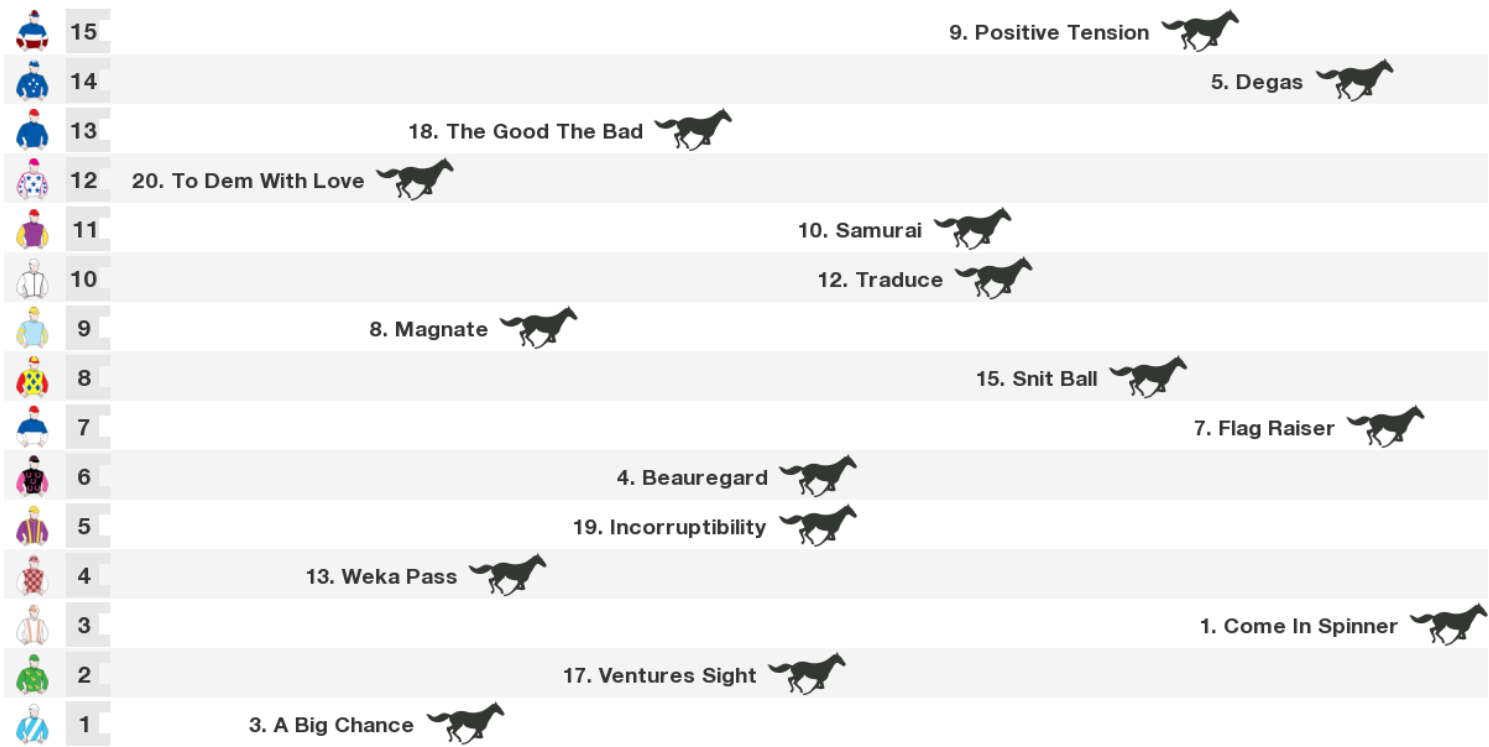 15 9. Positive Tension
14 5. Degas
13 18. The Good The Bad
12 20. To Dem With Love
11 10. Samurai
10 12. Traduce
9 8. Magnate
8 15. Snit Ball
7 7. Flag Raiser
6 4. Beauregard
5 19. Incorruptibility
4 13. Weka Pass
3 1. Come In Spinner
2 17. Ventures Sight
1 3. A Big Chance